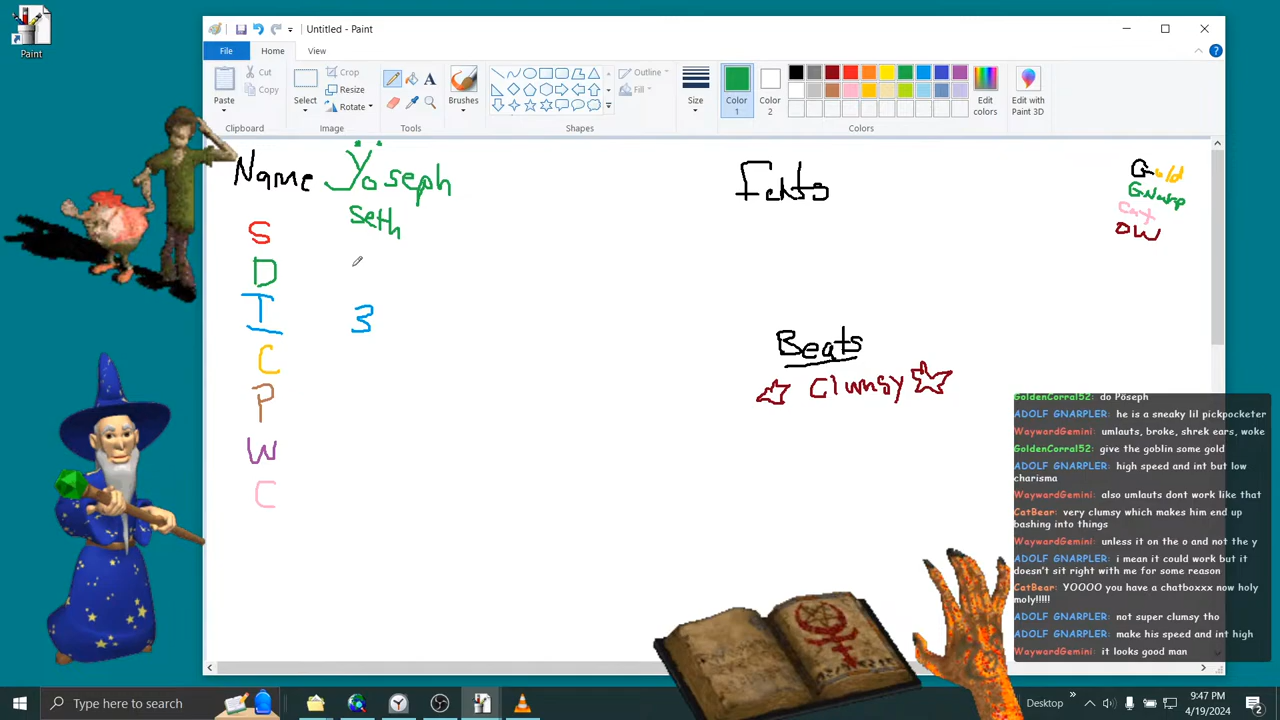 Paint
Untitled - Paint
File
Home
View
Paste
Cut
Copy
Clipboard
Select
Crop
Resize
Rotate
Image
A
Tools
Brushes
Outline
Fill
Shapes
Size
Color
1
Color
2
Edit
colors
Edit with
Paint 3D
Colors
Name
Ÿoseph
Seth
S
D
I
3
C
P
W
C
Beats
Clumsy
Gold
Gnarp
Cat
DW
GoldenCorral52: do Pöseph
ADOLF GNARPLER: he is a sneaky lil pickpocketer
WaywardGemini: umlauts, broke, shrek ears, woke
GoldenCorral52: give the goblin some gold
ADOLF GNARPLER: high speed and int but low
charisma
WaywardGemini: also umlauts dont work like that
CatBear: very clumsy which makes him end up
bashing into things
WaywardGemini: unless it on the o and not the y
ADOLF GNARPLER: i mean it could work but it
doesn't sit right with me for some reason
CatBear: YOOOO you have a chatboxxx now holy
moly!!!!!
ADOLF GNARPLER: not super clumsy tho
ADOLF GNARPLER: make his speed and int high
WaywardGemini: it looks good man
Type here to search
Desktop
9:47 PM
4/19/2024
2